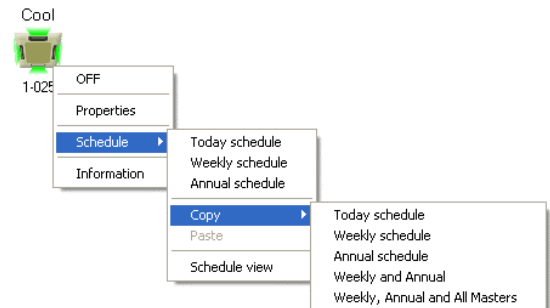 Cool
1-025
OFF
Properties
Schedule
Information
Today schedule
Weekly schedule
Annual schedule
Copy
Paste
Schedule view
Today schedule
Weekly schedule
Annual schedule
Weekly and Annual
Weekly, Annual and All Masters